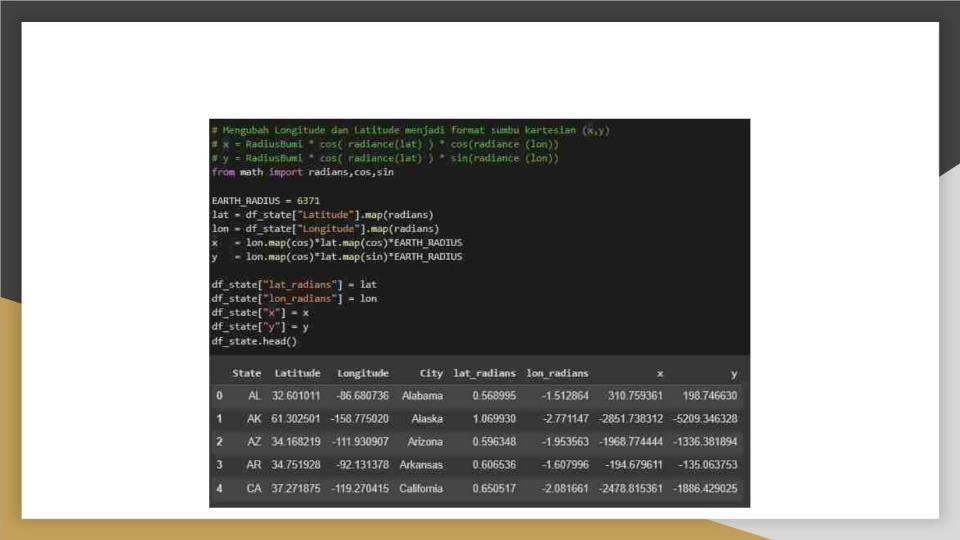 # Mengubah Longitude dan Latitude menjadi format sumbu kartesian (x,y)
# x = RadiusBumi * cos( radiance(lat) ) * cos(radiance (lon))
# y = RadiusBumi * cos( radiance(lat) ) * sin(radiance (lon))
from math import radians,cos,sin
EARTH_RADIUS = 6371
lat = df_state["Latitude"].map(radians)
lon = df_state["Longitude"].map(radians)
x = lon.map(cos)*lat.map(cos)*EARTH_RADIUS
y = lon.map(cos)*lat.map(sin)*EARTH_RADIUS
df_state["lat_radians"] = lat
df_state["lon_radians"] = lon
df_state["x"] = x
df_state["y"] = y
df_state.head()
State Latitude Longitude City lat_radians lon_radians x y
0 AL 32.601011 -86.680736 Alabama 0.568995 -1.512864 310.759361 198.746630
1 AK 61.302501 -158.775020 Alaska 1.069930 -2.771147 -2851.738312 -5209.346328
2 AZ 34.168219 -111.930907 Arizona 0.596348 -1.953563 -1968.774444 -1336.381894
3 AR 34.751928 -92.131378 Arkansas 0.606536 -1.607996 -194.679611 -135.063753
4 CA 37.271875 -119.270415 California 0.650517 -2.081661 -2478.815361 -1886.429025